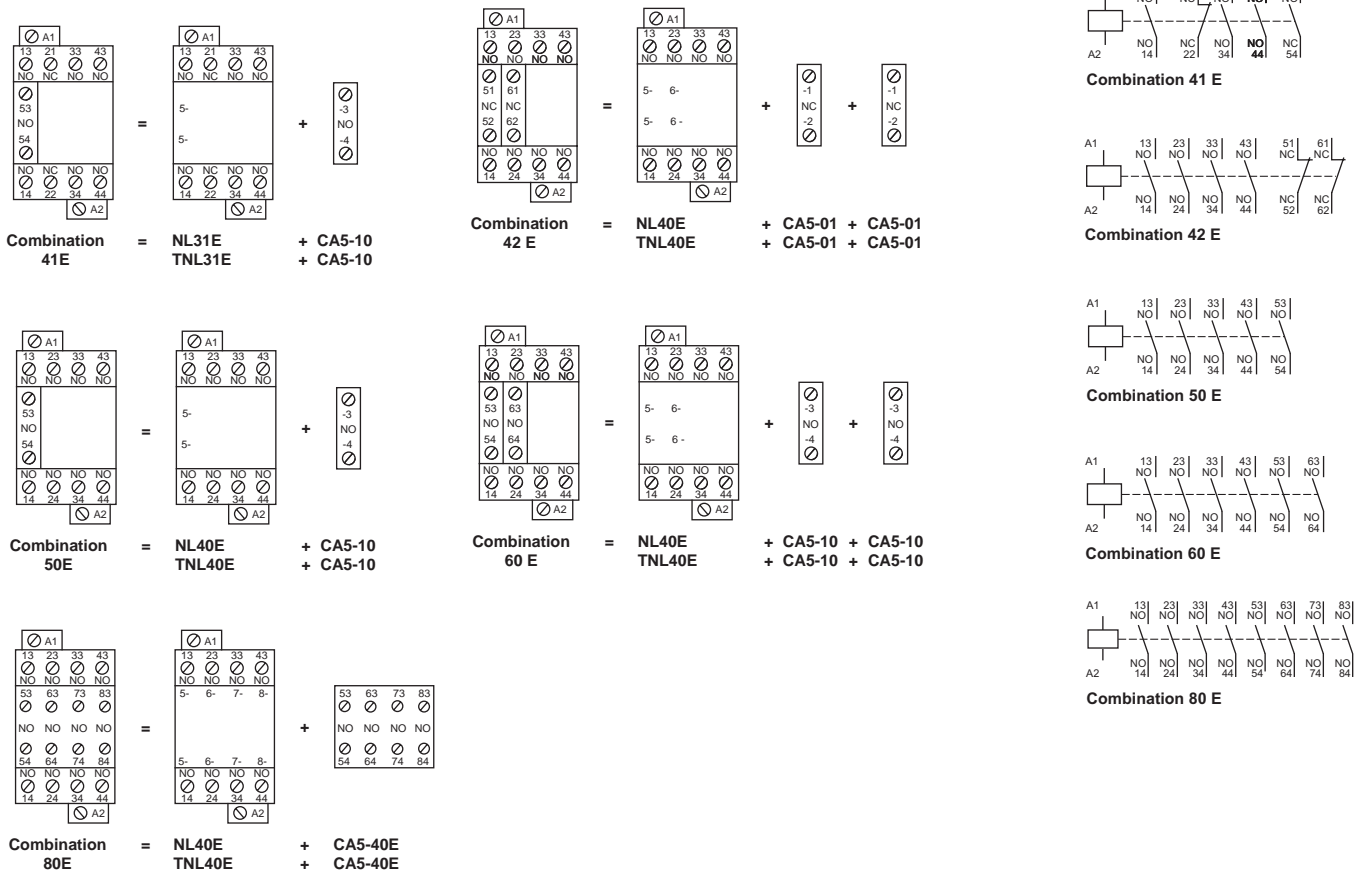 A1
13 21 33 43
NO NC NO NO
53
NO
54
NO NC NO NO
14 22 34 44
A2
=
A1
13 21 33 43
NO NC NO NO
5-
5-
NO NC NO NO
14 22 34 44
A2
+
-3
NO
-4
Combination = NL31E + CA5-10
41E TNL31E + CA5-10
A1
13 23 33 43
NO NO NO NO
51 61
NC NC
52 62
NO NO NO NO
14 24 34 44
A2
=
A1
13 23 33 43
NO NO NO NO
5- 6-
5- 6 -
NO NO NO NO
14 24 34 44
A2
+
-1
NC
-2
+
-1
NC
-2
Combination = NL40E + CA5-01 + CA5-01
42 E TNL40E + CA5-01 + CA5-01
A1
13 23 33 43
NO NO NO NO
53
NO
54
NO NO NO NO
14 24 34 44
A2
=
A1
13 23 33 43
NO NO NO NO
5-
5-
NO NO NO NO
14 24 34 44
A2
+
-3
NO
-4
Combination = NL40E + CA5-10
50E TNL40E + CA5-10
A1
13 23 33 43
NO NO NO NO
53 63
NO NO
54 64
NO NO NO NO
14 24 34 44
A2
=
A1
13 23 33 43
NO NO NO NO
5- 6-
5- 6 -
NO NO NO NO
14 24 34 44
A2
+
-3
NO
-4
+
-3
NO
-4
Combination = NL40E + CA5-10 + CA5-10
60 E TNL40E + CA5-10 + CA5-10
A1
13 23 33 43
NO NO NO NO
53 63 73 83
NO NO NO NO
54 64 74 84
NO NO NO NO
14 24 34 44
A2
=
A1
13 23 33 43
NO NO NO NO
5- 6- 7- 8-
5- 6- 7- 8-
NO NO NO NO
14 24 34 44
A2
+
53 63 73 83
NO NO NO NO
54 64 74 84
Combination = NL40E + CA5-40E
80E TNL40E + CA5-40E
NO NC NO NC
A2 14 22 34 44 54
Combination 41 E
A1 13 23 33 43 51 61
NO NO NO NO NC NC
NO NO NO NO NC NC
A2 14 24 34 44 52 62
Combination 42 E
A1 13 23 33 43 53
NO NO NO NO NO
NO NO NO NO NO
A2 14 24 34 44 54
Combination 50 E
A1 13 23 33 43 53 63
NO NO NO NO NO NO
NO NO NO NO NO NO
A2 14 24 34 44 54 64
Combination 60 E
A1 13 23 33 43 53 63 73 83
NO NO NO NO NO NO NO NO
NO NO NO NO NO NO NO NO
A2 14 24 34 44 54 64 74 84
Combination 80 E